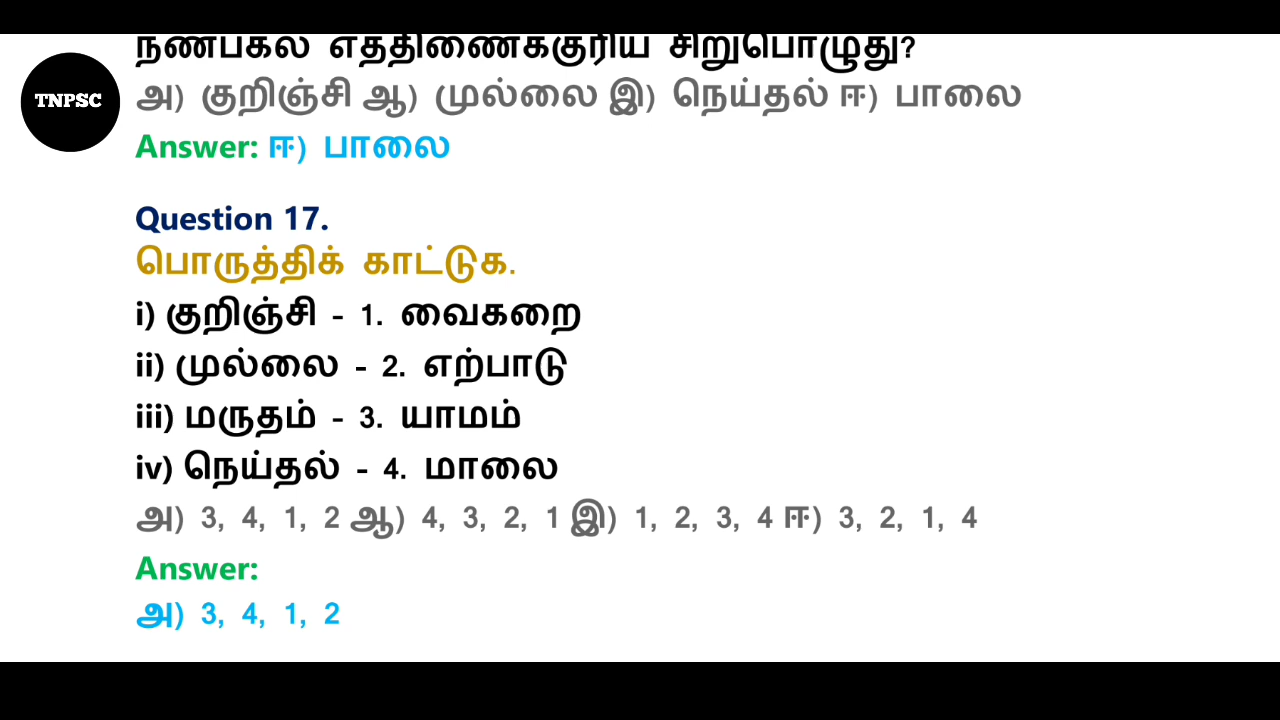 நண்பகல் எத்திணைக்குரிய சிறுபொழுது?
TNPSC
அ) குறிஞ்சி ஆ) முல்லை இ) நெய்தல் ஈ) பாலை
Answer: ஈ) பாலை
Question 17.
பொருத்திக் காட்டுக.
i) குறிஞ்சி - 1. வைகறை
ii) முல்லை - 2. எற்பாடு
iii) மருதம் - 3. யாமம்
iv) நெய்தல் - 4. மாலை
அ) 3, 4, 1, 2 ஆ) 4, 3, 2, 1 இ) 1, 2, 3, 4 ஈ) 3, 2, 1, 4
Answer:
அ) 3, 4, 1, 2